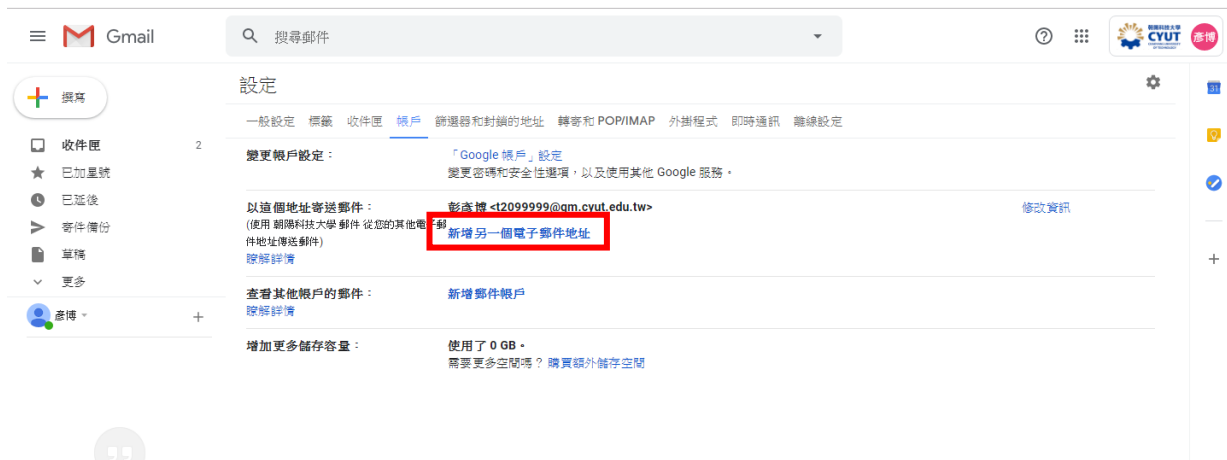 Gmail
搜尋郵件
CYUT
彥博
撰寫
設定
31
一般設定 標籤 收件匣 帳戶 篩選器和封鎖的地址 轉寄和 POP/IMAP 外掛程式 即時通訊 離線設定
收件匣 2
已加星號
已延後
寄件備份
草稿
更多
彥博
變更帳戶設定：
「Google 帳戶」設定
變更密碼和安全性選項，以及使用其他 Google 服務。
以這個地址寄送郵件：
(使用 朝陽科技大學 郵件 從您的其他電子郵
件地址傳送郵件)
瞭解詳情
彭彥博 <t2099999@gm.cyut.edu.tw>
修改資訊
新增另一個電子郵件地址
查看其他帳戶的郵件：
瞭解詳情
新增郵件帳戶
增加更多儲存容量：
使用了 0 GB。
需要更多空間嗎？ 購買額外儲存空間